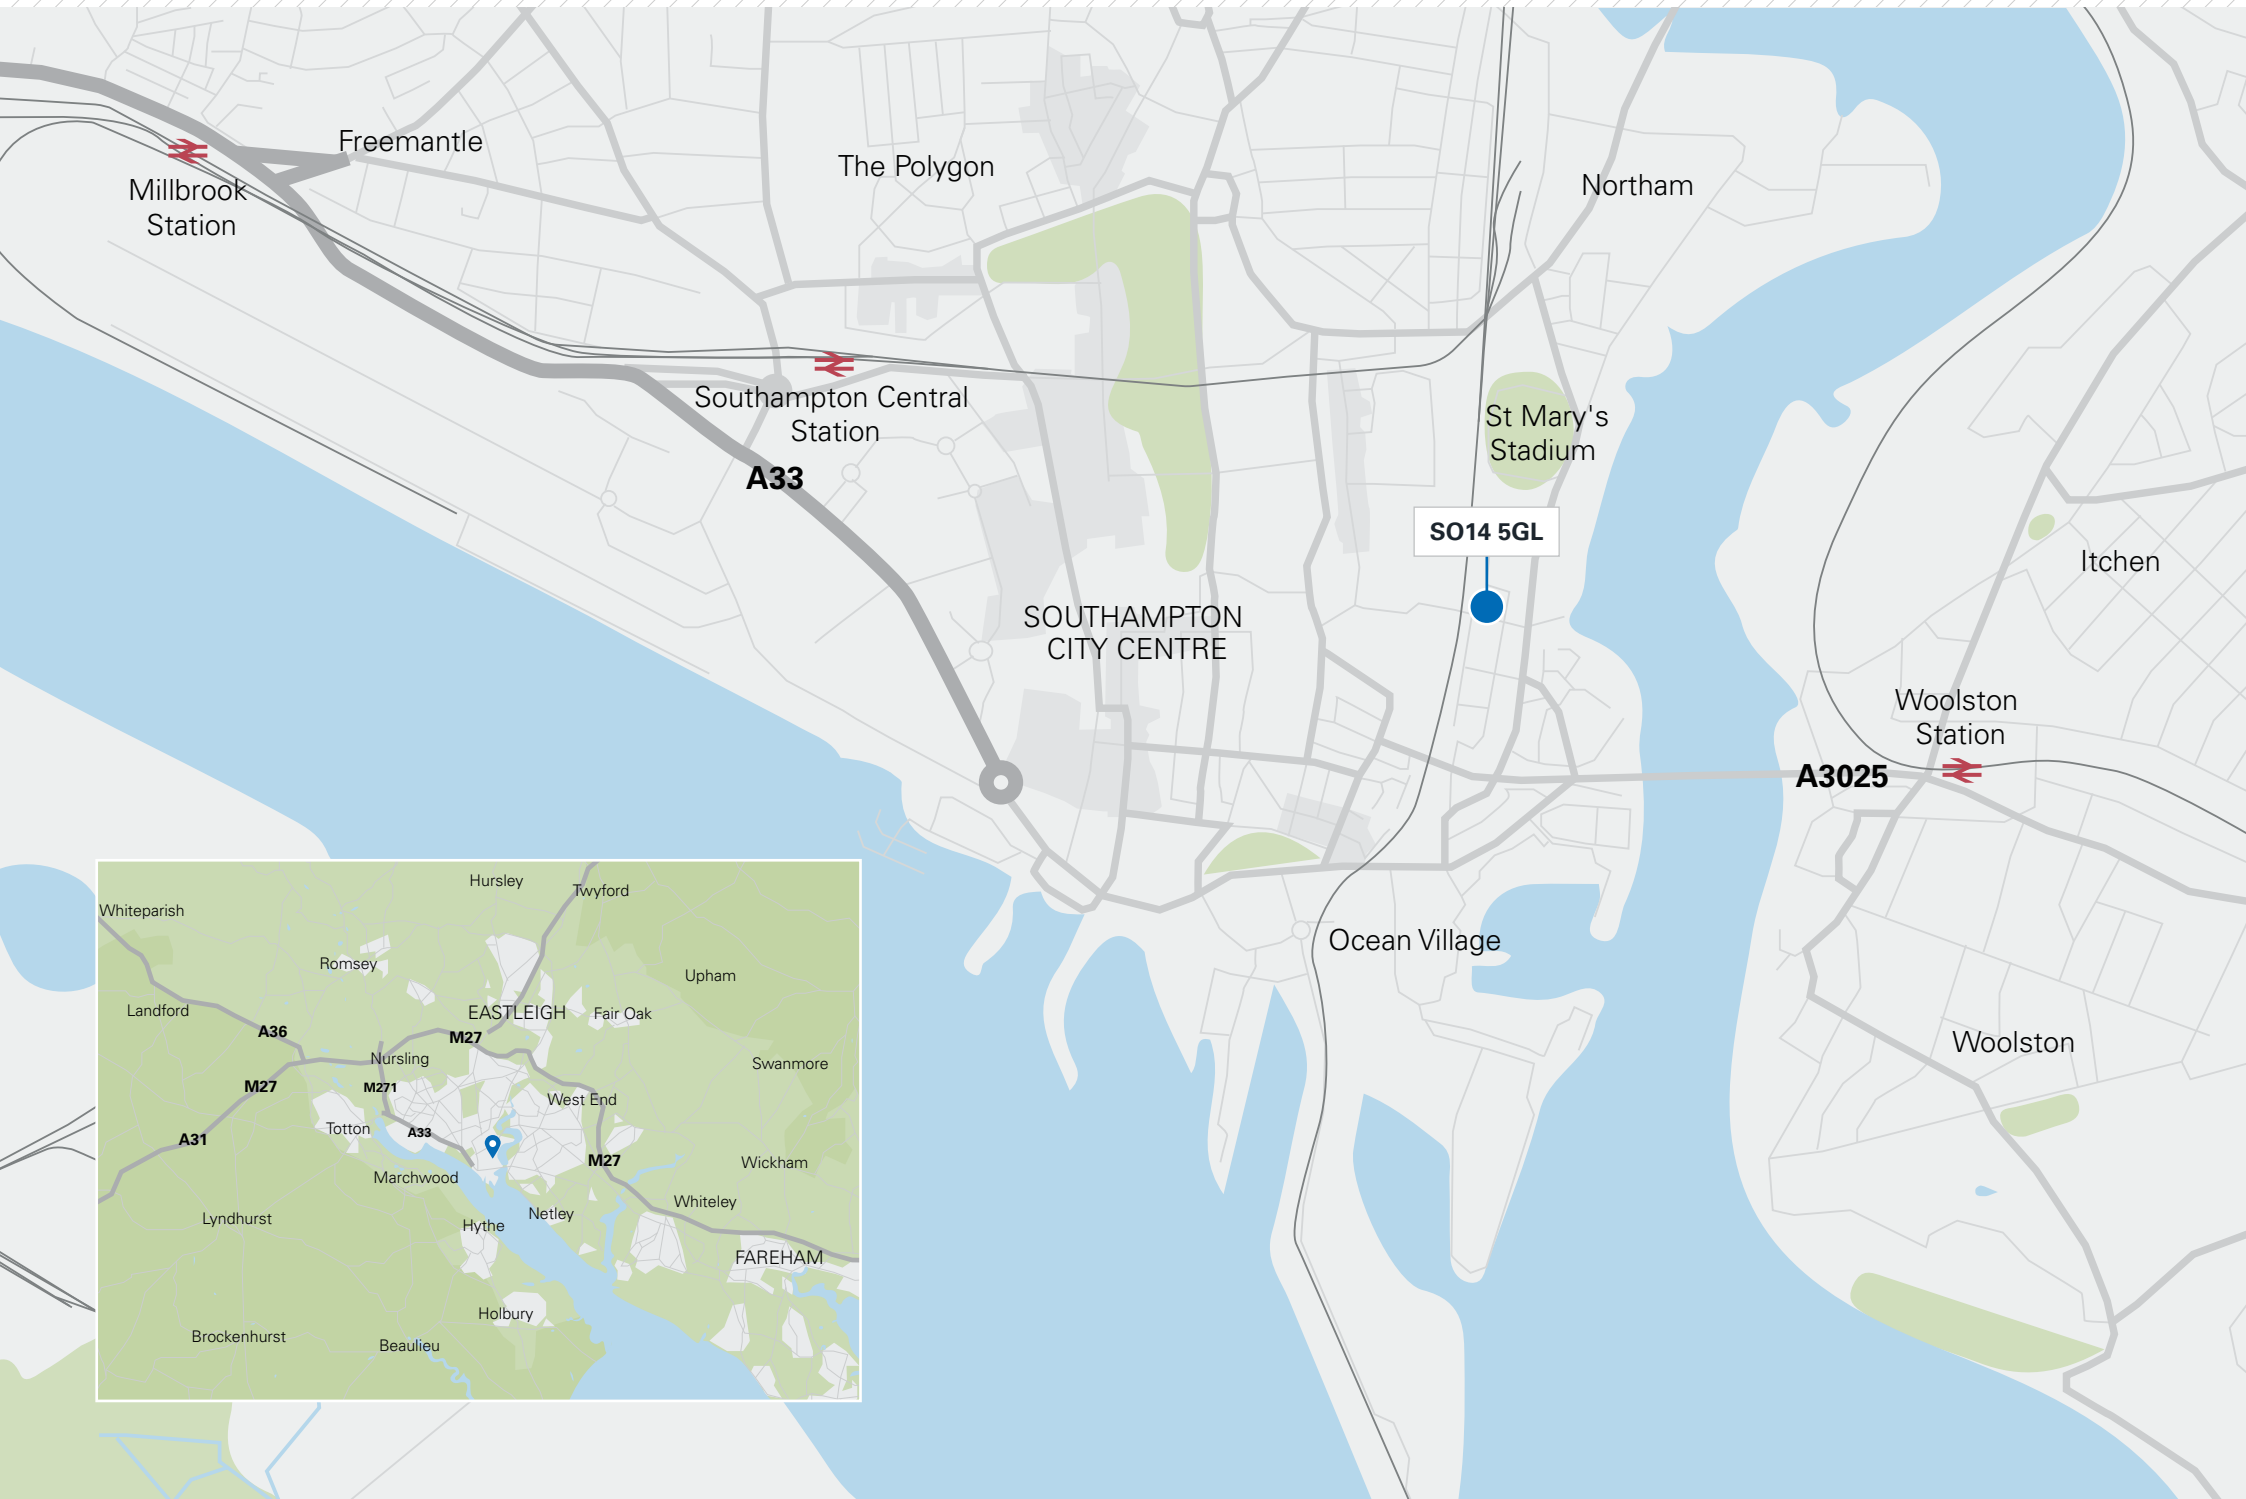 Freemantle
The Polygon
Northam
Millbrook
Station
Southampton Central
Station
A33
St Mary's
Stadium
SO14 5GL
Itchen
SOUTHAMPTON
CITY CENTRE
Woolston
Station
A3025
Ocean Village
Woolston
Hursley
Twyford
Whiteparish
Romsey
Upham
Landford
EASTLEIGH
Fair Oak
A36
M27
Nursling
Swanmore
M27
M271
West End
Totton
A33
A31
M27
Wickham
Marchwood
Whiteley
Lyndhurst
Netley
Hythe
FAREHAM
Holbury
Brockenhurst
Beaulieu